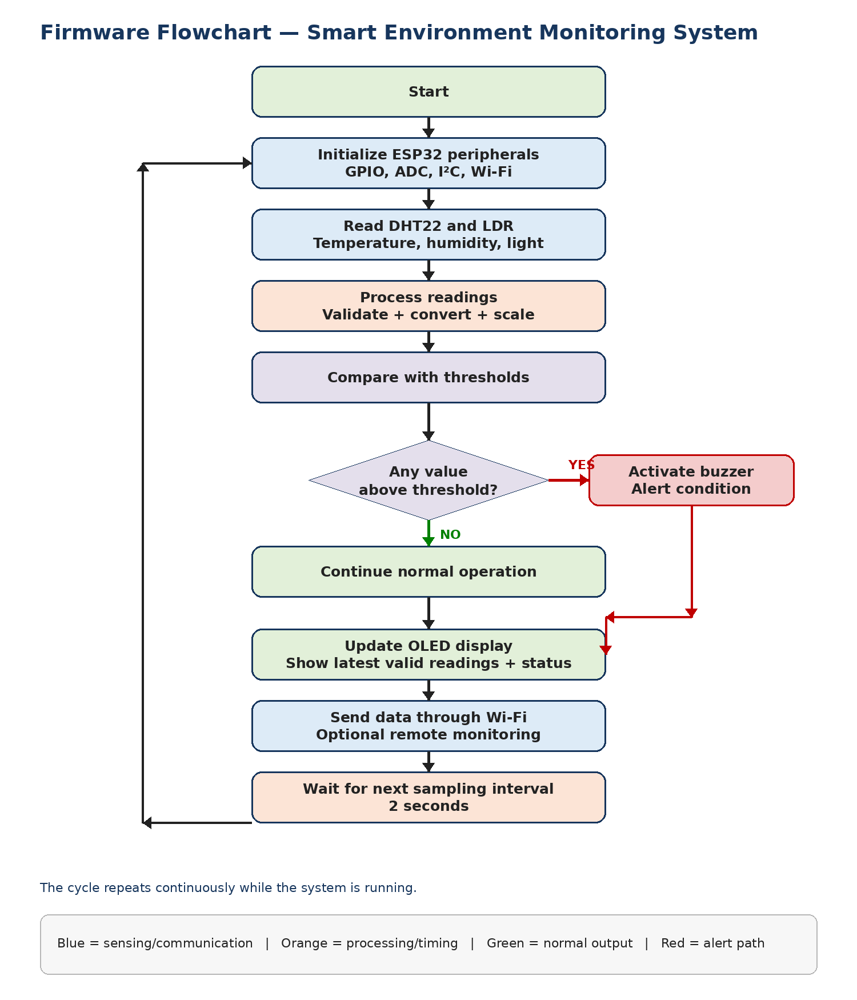 Firmware Flowchart — Smart Environment Monitoring System
Start
Initialize ESP32 peripherals
GPIO, ADC, I²C, Wi-Fi
Read DHT22 and LDR
Temperature, humidity, light
Process readings
Validate + convert + scale
Compare with thresholds
Any value
above threshold?
YES
Activate buzzer
Alert condition
NO
Continue normal operation
Update OLED display
Show latest valid readings + status
Send data through Wi-Fi
Optional remote monitoring
Wait for next sampling interval
2 seconds
The cycle repeats continuously while the system is running.
Blue = sensing/communication | Orange = processing/timing | Green = normal output | Red = alert path